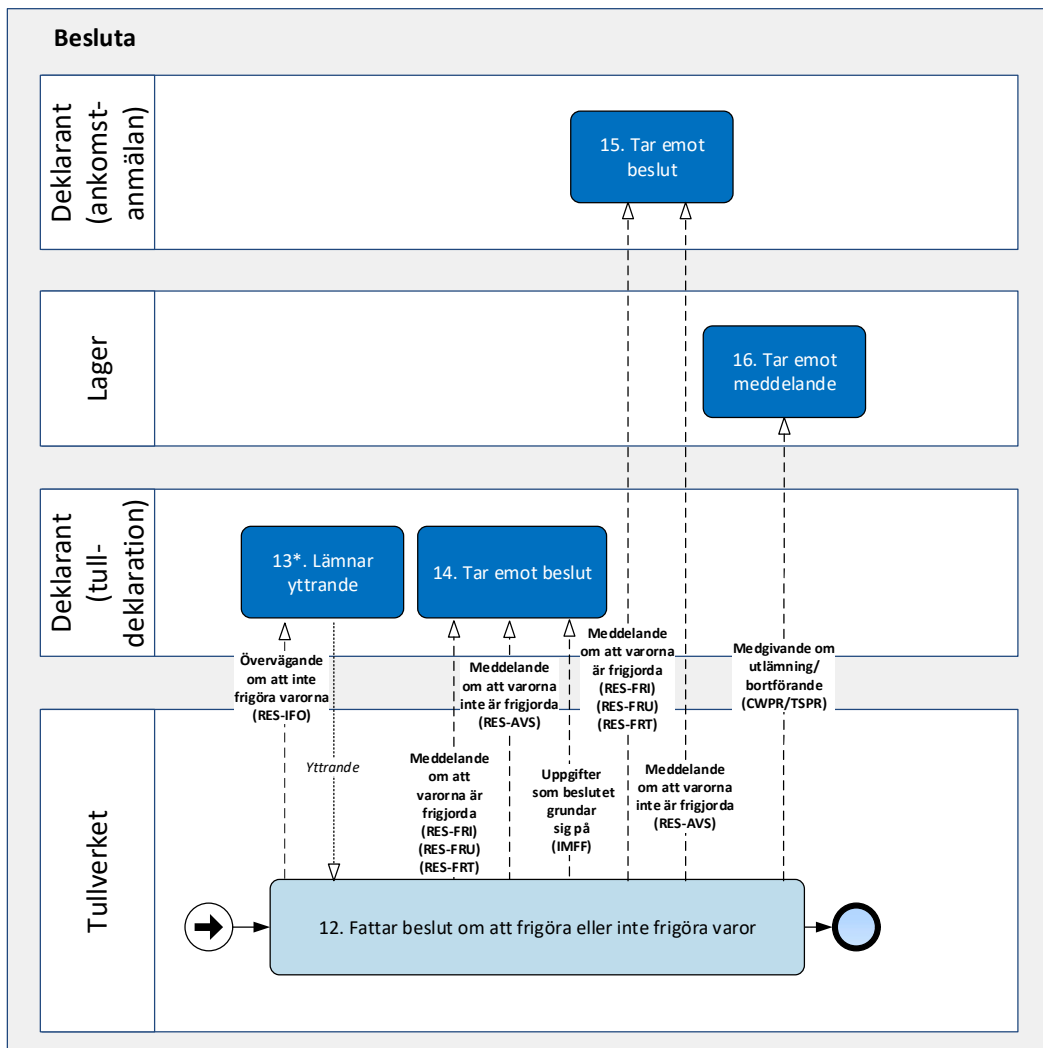 Besluta
Deklarant
(ankomst-
anmälan)
15. Tar emot
beslut
Lager
16. Tar emot
meddelande
Deklarant
(tull-
deklaration)
13*. Lämnar
yttrande
14. Tar emot beslut
Övervägande
om att inte
frigöra varorna
(RES-IFO)
Yttrande
Meddelande
om att
varorna är
frigjorda
(RES-FRI)
(RES-FRU)
(RES-FRT)
Meddelande
om att varorna
inte är frigjorda
(RES-AVS)
Uppgifter
som beslutet
grundar
sig på
(IMFF)
Meddelande
om att varorna
är frigjorda
(RES-FRI)
(RES-FRU)
(RES-FRT)
Meddelande
om att varorna
inte är frigjorda
(RES-AVS)
Medgivande om
utlämning/
bortförande
(CWPR/TSPR)
Tullverket
12. Fattar beslut om att frigöra eller inte frigöra varor